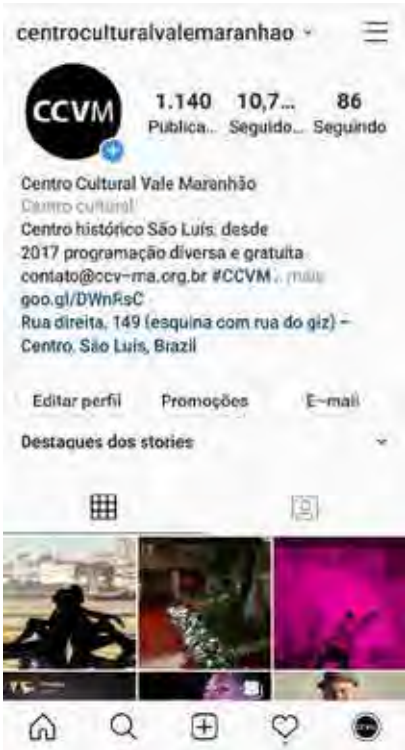 centroculturalvalemaranhao
CCVM
1.140 10,7... 86
Publica... Seguido... Seguindo
Centro Cultural Vale Maranhão
Centro cultural
Centro histórico São Luís, desde
2017 programação diversa e gratuita
contato@ccv-ma.org.br #CCVM... mais
goo.gl/DWnRsC
Rua direita, 149 (esquina com rua do giz) -
Centro, São Luís, Brazil
Editar perfil Promoções E-mail
Destaques dos stories
CCVM